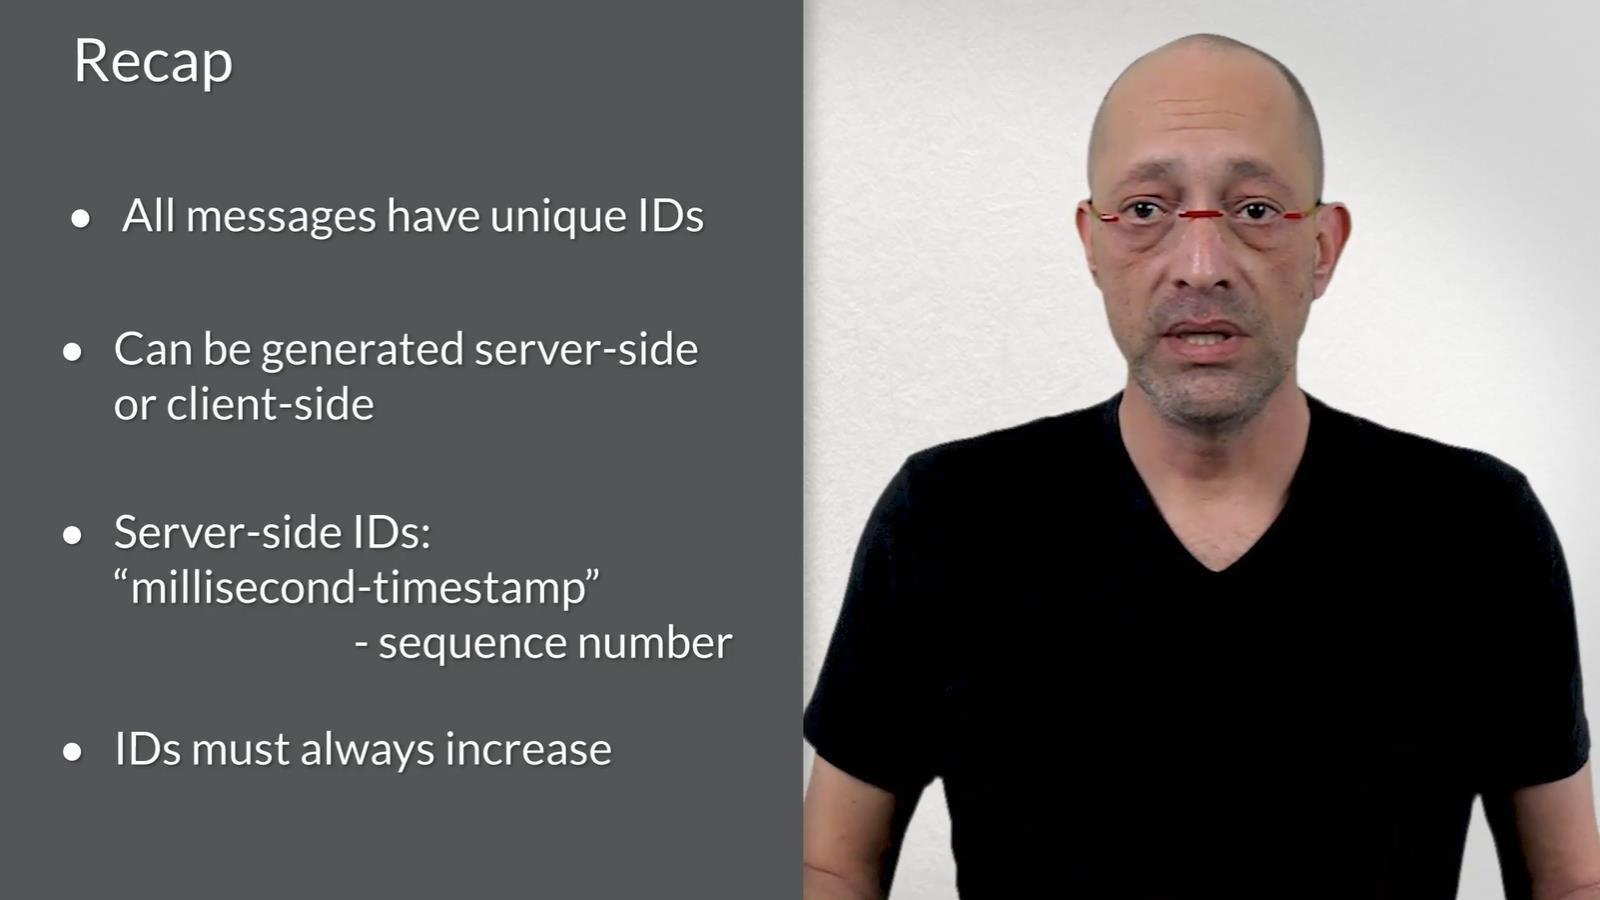 Recap
• All messages have unique IDs
• Can be generated server-side
or client-side
• Server-side IDs:
“millisecond-timestamp”
- sequence number
• IDs must always increase